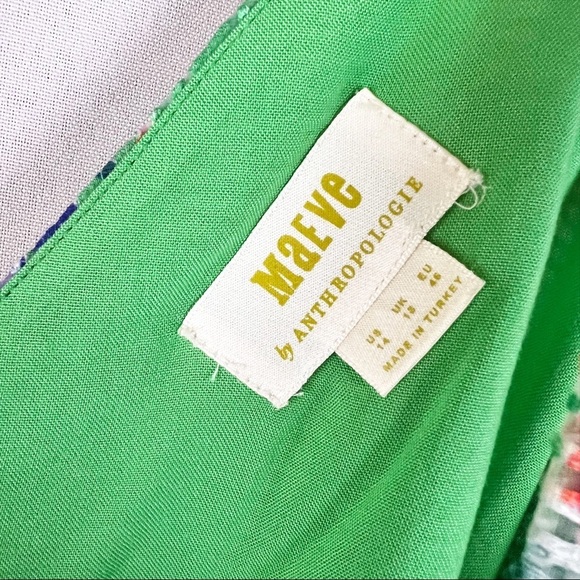 MaEVe
by ANTHROPOLOGIE
US UK EU
14 18 46
MADE IN TURKEY